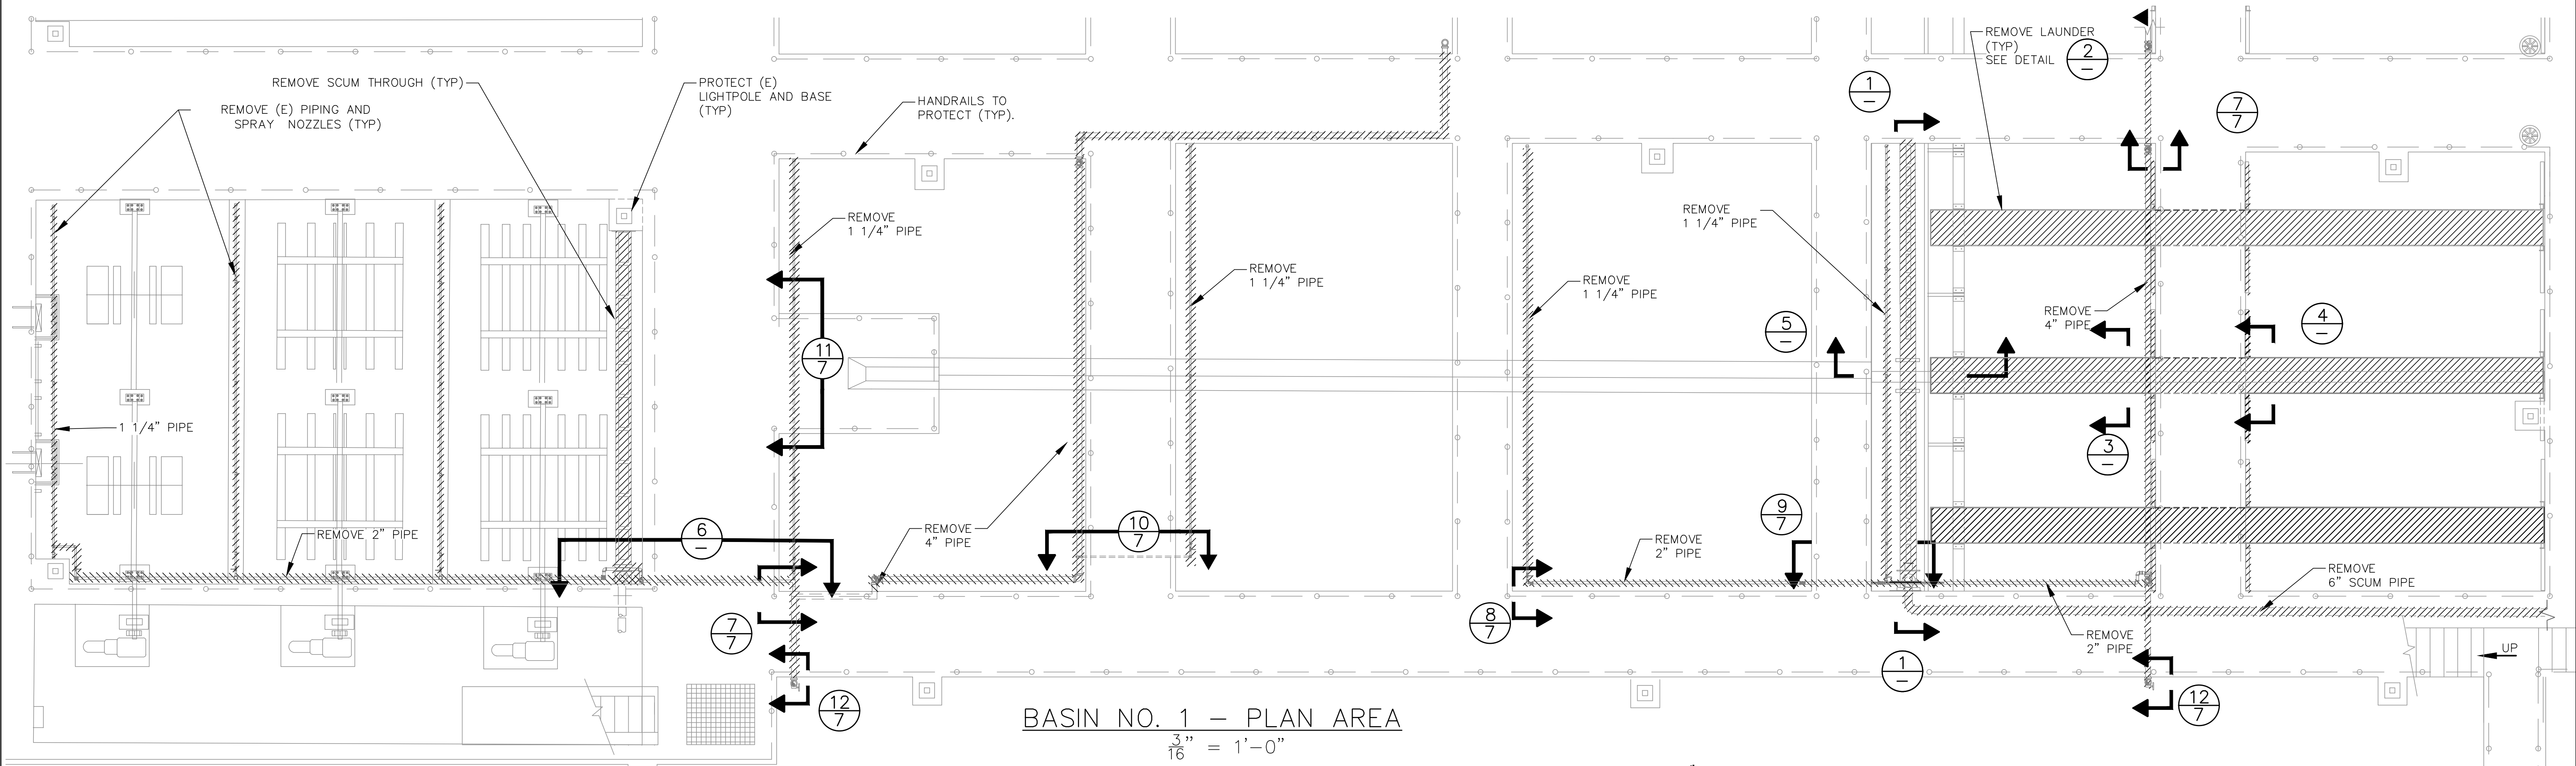 REMOVE SCUM THROUGH (TYP)
REMOVE (E) PIPING AND
SPRAY NOZZLES (TYP)
PROTECT (E)
LIGHTPOLE AND BASE
(TYP)
HANDRAILS TO
PROTECT (TYP).
REMOVE LAUNDER
(TYP)
SEE DETAIL
2
–
1
–
7
7
REMOVE
1 1/4" PIPE
REMOVE
1 1/4" PIPE
REMOVE
1 1/4" PIPE
REMOVE
1 1/4" PIPE
REMOVE
4" PIPE
5
–
4
–
11
7
1 1/4" PIPE
3
–
REMOVE 2" PIPE
6
–
REMOVE
4" PIPE
10
7
9
7
REMOVE
2" PIPE
REMOVE
6" SCUM PIPE
7
7
8
7
1
–
REMOVE
2" PIPE
UP
12
7
12
7
BASIN NO. 1 – PLAN AREA
3/16" = 1'–0"